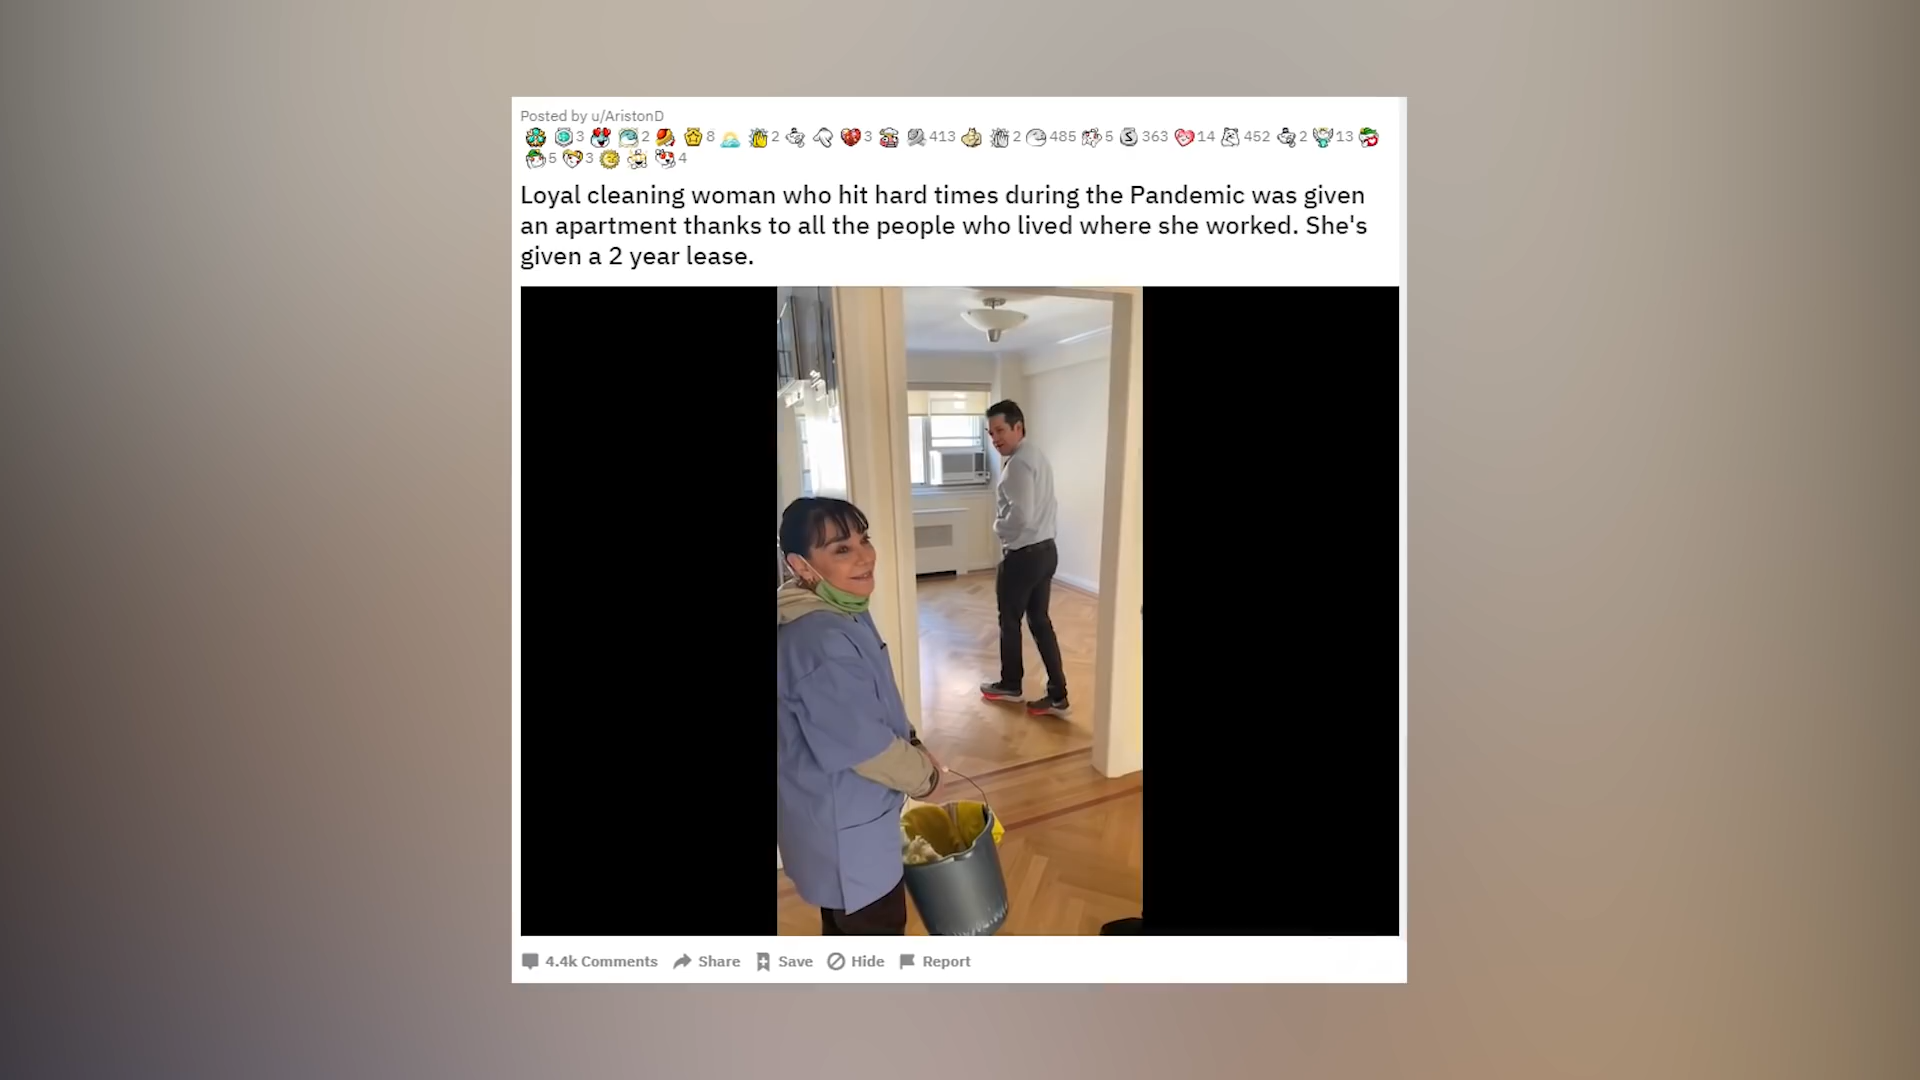 Posted by u/AristonD
3 2 8 2 3 413 2 485 5 363 14 452 2 13
5 3 4
Loyal cleaning woman who hit hard times during the Pandemic was given
an apartment thanks to all the people who lived where she worked. She's
given a 2 year lease.
4.4k Comments Share Save Hide Report